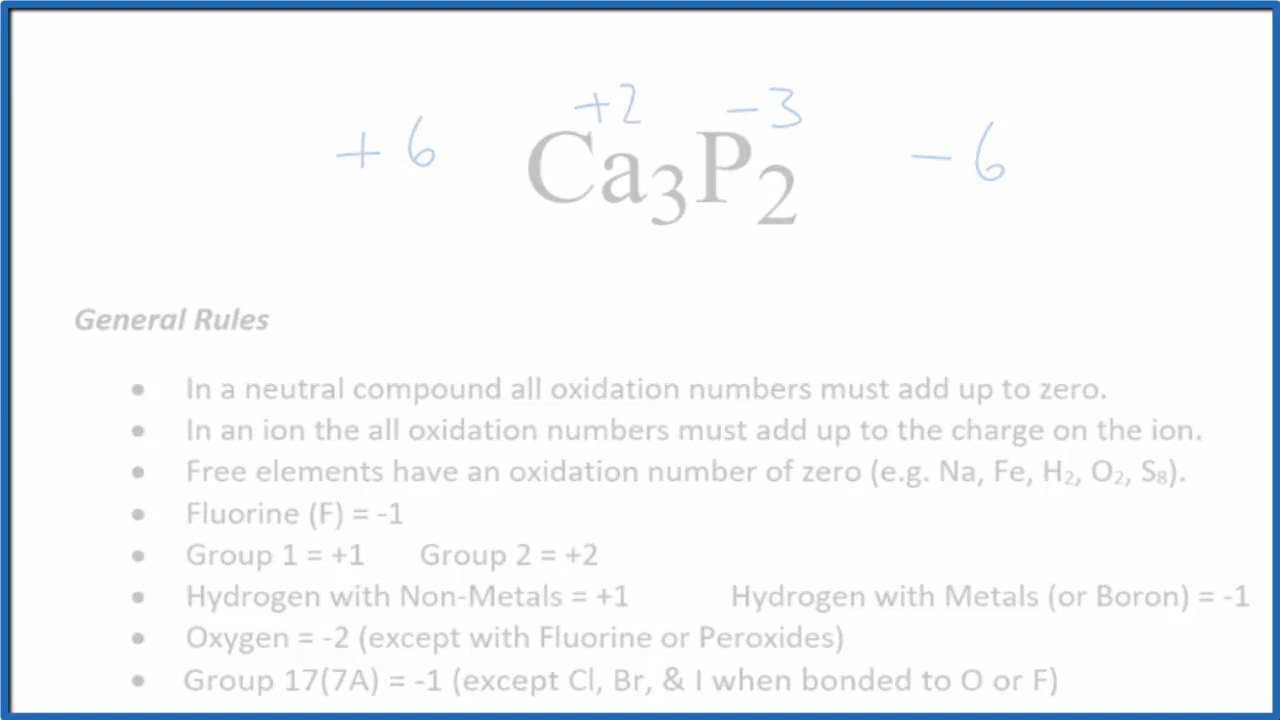 +2 -3
+6 Ca₃P₂ -6
General Rules
• In a neutral compound all oxidation numbers must add up to zero.
• In an ion the all oxidation numbers must add up to the charge on the ion.
• Free elements have an oxidation number of zero (e.g. Na, Fe, H₂, O₂, S₈).
• Fluorine (F) = -1
• Group 1 = +1 Group 2 = +2
• Hydrogen with Non-Metals = +1 Hydrogen with Metals (or Boron) = -1
• Oxygen = -2 (except with Fluorine or Peroxides)
• Group 17(7A) = -1 (except Cl, Br, & I when bonded to O or F)